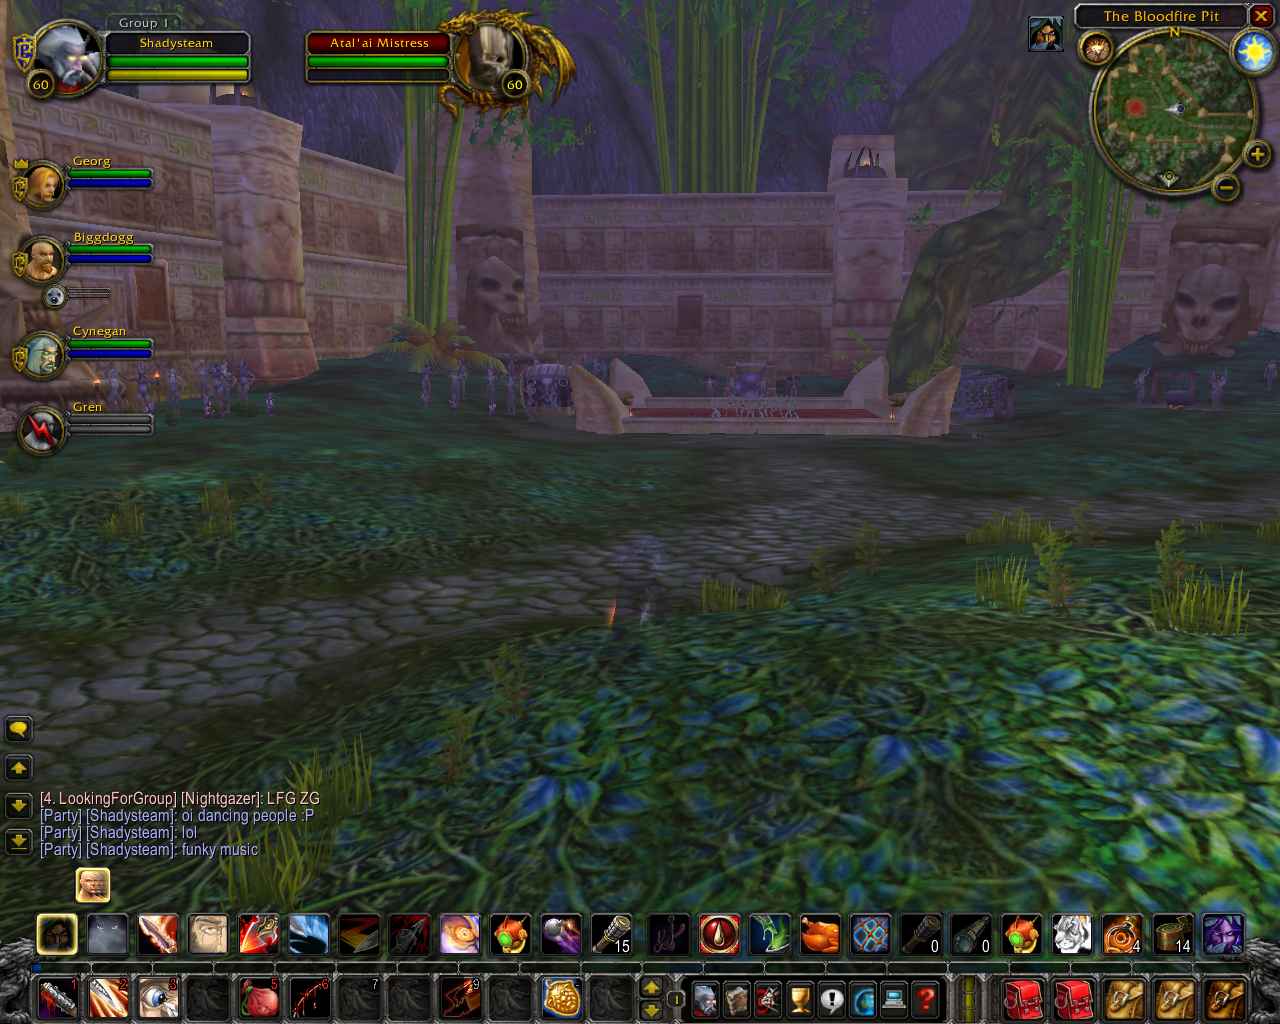 Group 1
The Bloodfire Pit
Shadysteam
Atal'ai Mistress
N
60
60
Georg
Biggdogg
Cynegan
Gren
[4. LookingForGroup] [Nightgazer]: LFG ZG
[Party] [Shadysteam]: oi dancing people :P
[Party] [Shadysteam]: lol
[Party] [Shadysteam]: funky music
15
0
0
4
14
1
2
3
5
6
7
9
1